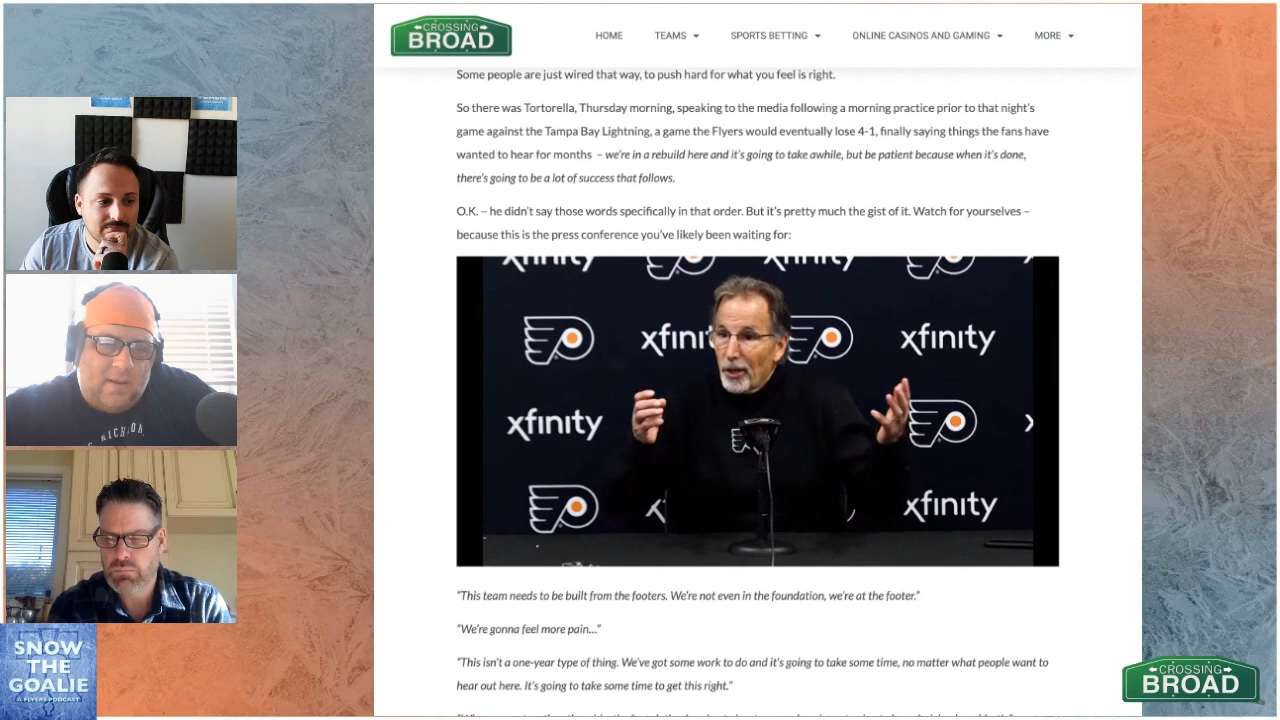 CROSSING
BROAD
HOME
TEAMS
SPORTS BETTING
ONLINE CASINOS AND GAMING
MORE
Some people are just wired that way, to push hard for what you feel is right.
So there was Tortorella, Thursday morning, speaking to the media following a morning practice prior to that night's
game against the Tampa Bay Lightning, a game the Flyers would eventually lose 4-1, finally saying things the fans have
wanted to hear for months – we're in a rebuild here and it's going to take awhile, but be patient because when it's done,
there's going to be a lot of success that follows.
O.K. – he didn't say those words specifically in that order. But it's pretty much the gist of it. Watch for yourselves –
because this is the press conference you've likely been waiting for:
xfinity
xfinity
xfinity
xfinity
xfinity
xfinity
"This team needs to be built from the footers. We're not even in the foundation, we're at the footer."
"We're gonna feel more pain…"
"This isn't a one-year type of thing. We've got some work to do and it's going to take some time, no matter what people want to
hear out here. It's going to take some time to get this right."
SNOW
THE
GOALIE
A FLYERS PODCAST
CROSSING
BROAD